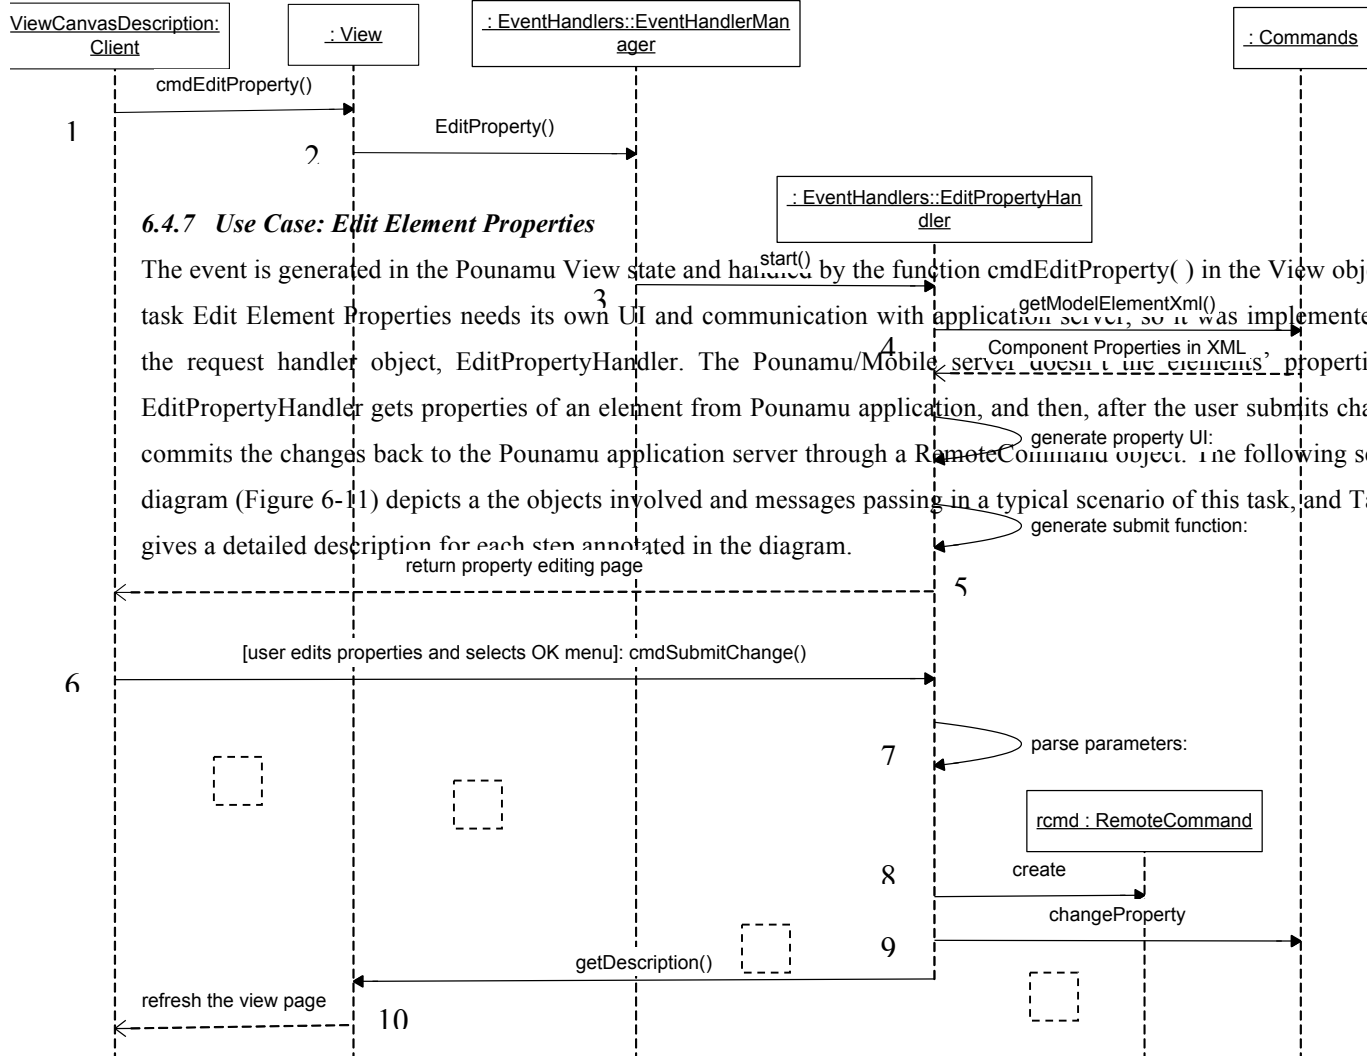 ViewCanvasDescription:
Client
: View
: EventHandlers::EventHandlerMan
ager
: Commands
cmdEditProperty()
1
EditProperty()
2
: EventHandlers::EditPropertyHan
dler
6.4.7 Use Case: Edit Element Properties
start()
The event is generated in the Pounamu View state and handled by the function cmdEditProperty( ) in the View obj
3
getModelElementXml()
task Edit Element Properties needs its own UI and communication with application server, so it was implemente
4
Component Properties in XML
the request handler object, EditPropertyHandler. The Pounamu/Mobile server doesn't the elements' properti
EditPropertyHandler gets properties of an element from Pounamu application, and then, after the user submits cha
generate property UI:
commits the changes back to the Pounamu application server through a RemoteCommand object. The following se
diagram (Figure 6-11) depicts a the objects involved and messages passing in a typical scenario of this task, and Ta
generate submit function:
gives a detailed description for each step annotated in the diagram.
return property editing page
5
[user edits properties and selects OK menu]: cmdSubmitChange()
6
parse parameters:
7
rcmd : RemoteCommand
create
8
changeProperty
9
getDescription()
refresh the view page
10